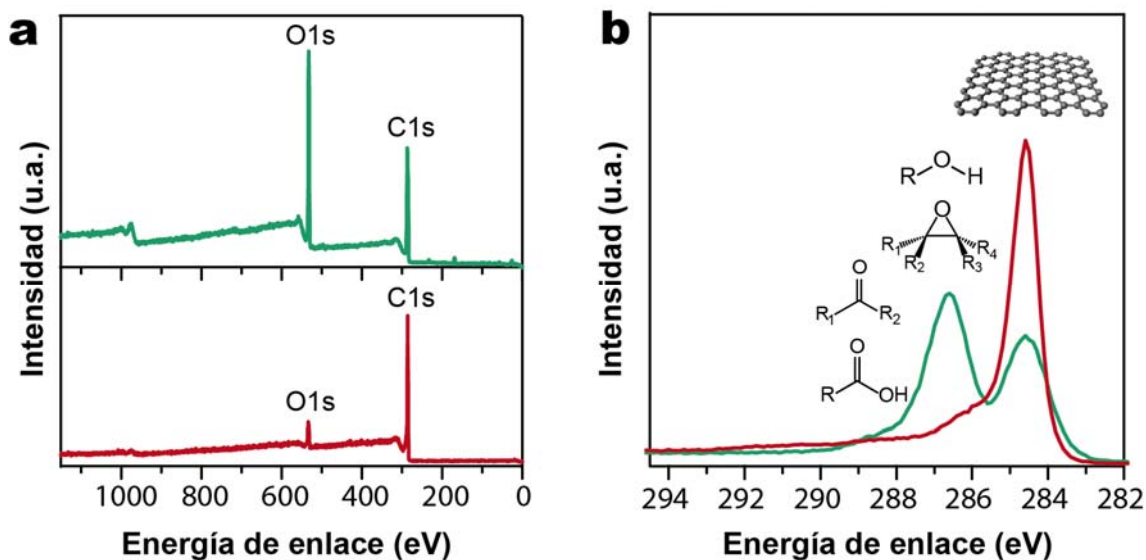 a
Intensidad (u.a.)
O1s
C1s
C1s
O1s
1000 800 600 400 200 0
Energía de enlace (eV)
b
Intensidad (u.a.)
R O H
O
R1 R4
R2 R3
O
R1 R2
O
R OH
294 292 290 288 286 284 282
Energía de enlace (eV)